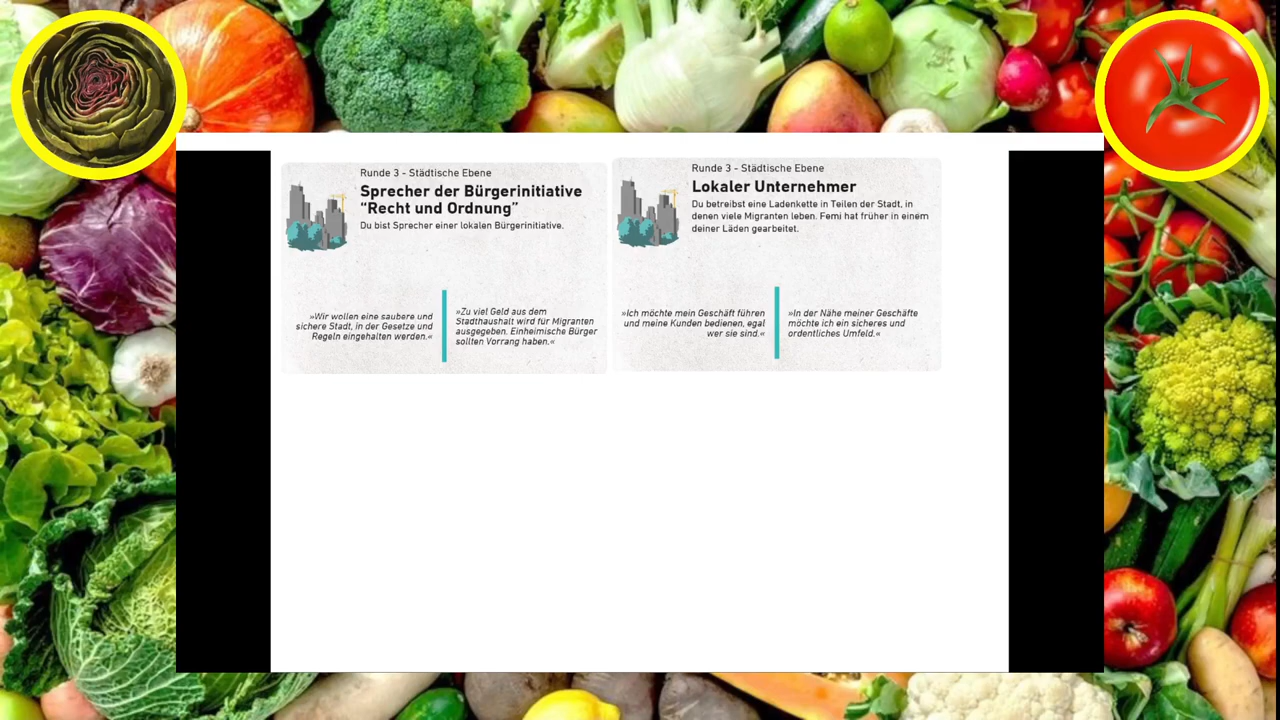 Runde 3 - Städtische Ebene
Sprecher der Bürgerinitiative
“Recht und Ordnung”
Du bist Sprecher einer lokalen Bürgerinitiative.
»Wir wollen eine saubere und
sichere Stadt, in der Gesetze und
Regeln eingehalten werden.«
»Zu viel Geld aus dem
Stadthaushalt wird für Migranten
ausgegeben. Einheimische Bürger
sollten Vorrang haben.«
Runde 3 - Städtische Ebene
Lokaler Unternehmer
Du betreibst eine Ladenkette in Teilen der Stadt, in
denen viele Migranten leben. Femi hat früher in einem
deiner Läden gearbeitet.
»Ich möchte mein Geschäft führen
und meine Kunden bedienen, egal
wer sie sind.«
»In der Nähe meiner Geschäfte
möchte ich ein sicheres und
ordentliches Umfeld.«